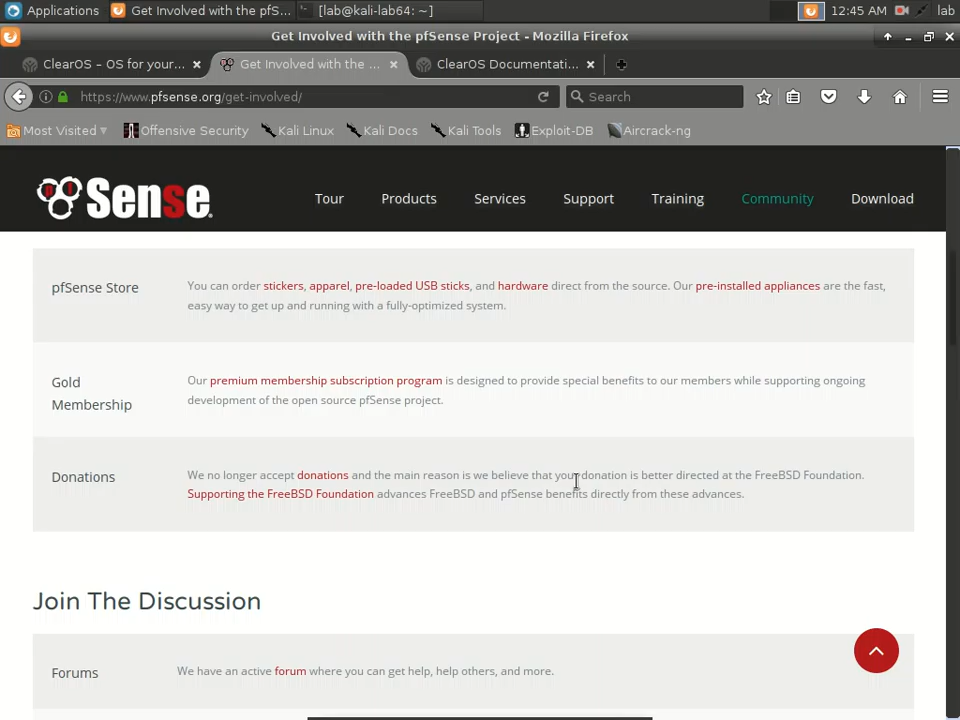 Applications
Get Involved with the pfS...
[lab@kali-lab64: ~]
12:45 AM
lab
Get Involved with the pfSense Project - Mozilla Firefox
ClearOS – OS for your...
Get Involved with the ...
ClearOS Documentati...
https://www.pfsense.org/get-involved/
Search
Most Visited
Offensive Security
Kali Linux
Kali Docs
Kali Tools
Exploit-DB
Aircrack-ng
pfSense
Tour
Products
Services
Support
Training
Community
Download
pfSense Store
You can order stickers, apparel, pre-loaded USB sticks, and hardware direct from the source. Our pre-installed appliances are the fast,
easy way to get up and running with a fully-optimized system.
Gold
Membership
Our premium membership subscription program is designed to provide special benefits to our members while supporting ongoing
development of the open source pfSense project.
Donations
We no longer accept donations and the main reason is we believe that your donation is better directed at the FreeBSD Foundation.
Supporting the FreeBSD Foundation advances FreeBSD and pfSense benefits directly from these advances.
Join The Discussion
Forums
We have an active forum where you can get help, help others, and more.